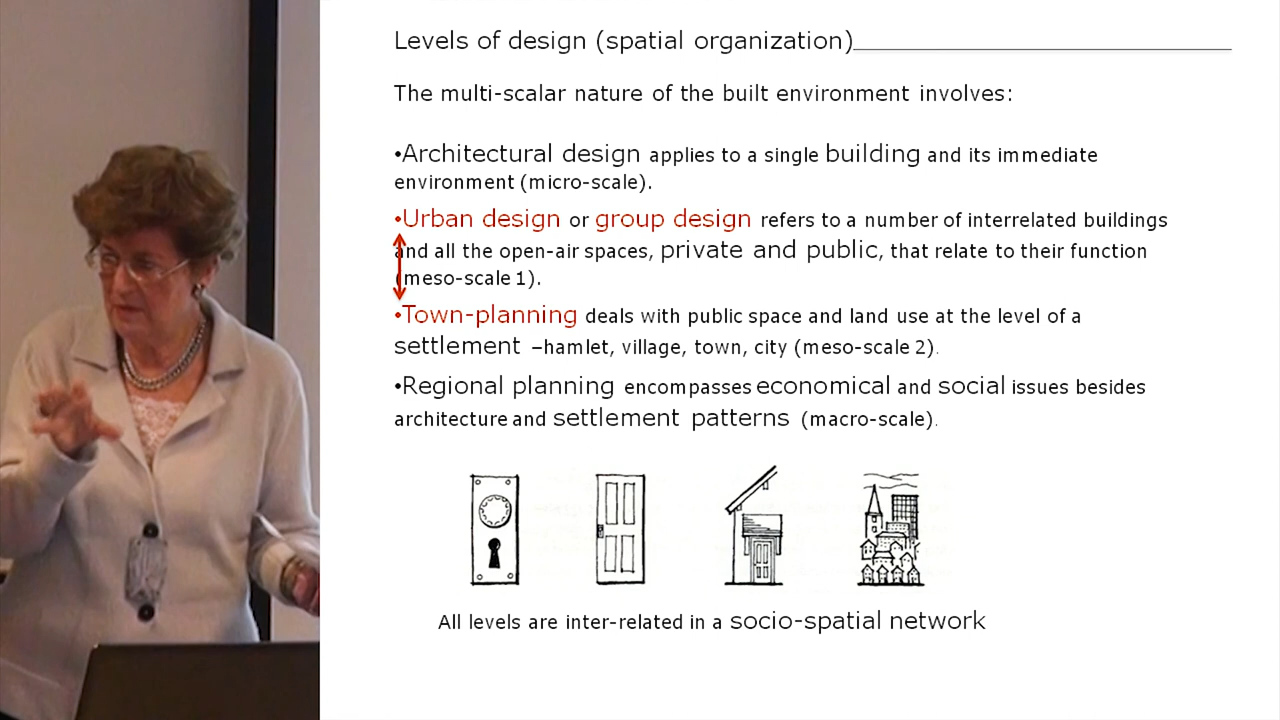 Levels of design (spatial organization)
The multi-scalar nature of the built environment involves:
•Architectural design applies to a single building and its immediate
environment (micro-scale).
•Urban design or group design refers to a number of interrelated buildings
and all the open-air spaces, private and public, that relate to their function
(meso-scale 1).
•Town-planning deals with public space and land use at the level of a
settlement –hamlet, village, town, city (meso-scale 2).
•Regional planning encompasses economical and social issues besides
architecture and settlement patterns (macro-scale).
All levels are inter-related in a socio-spatial network